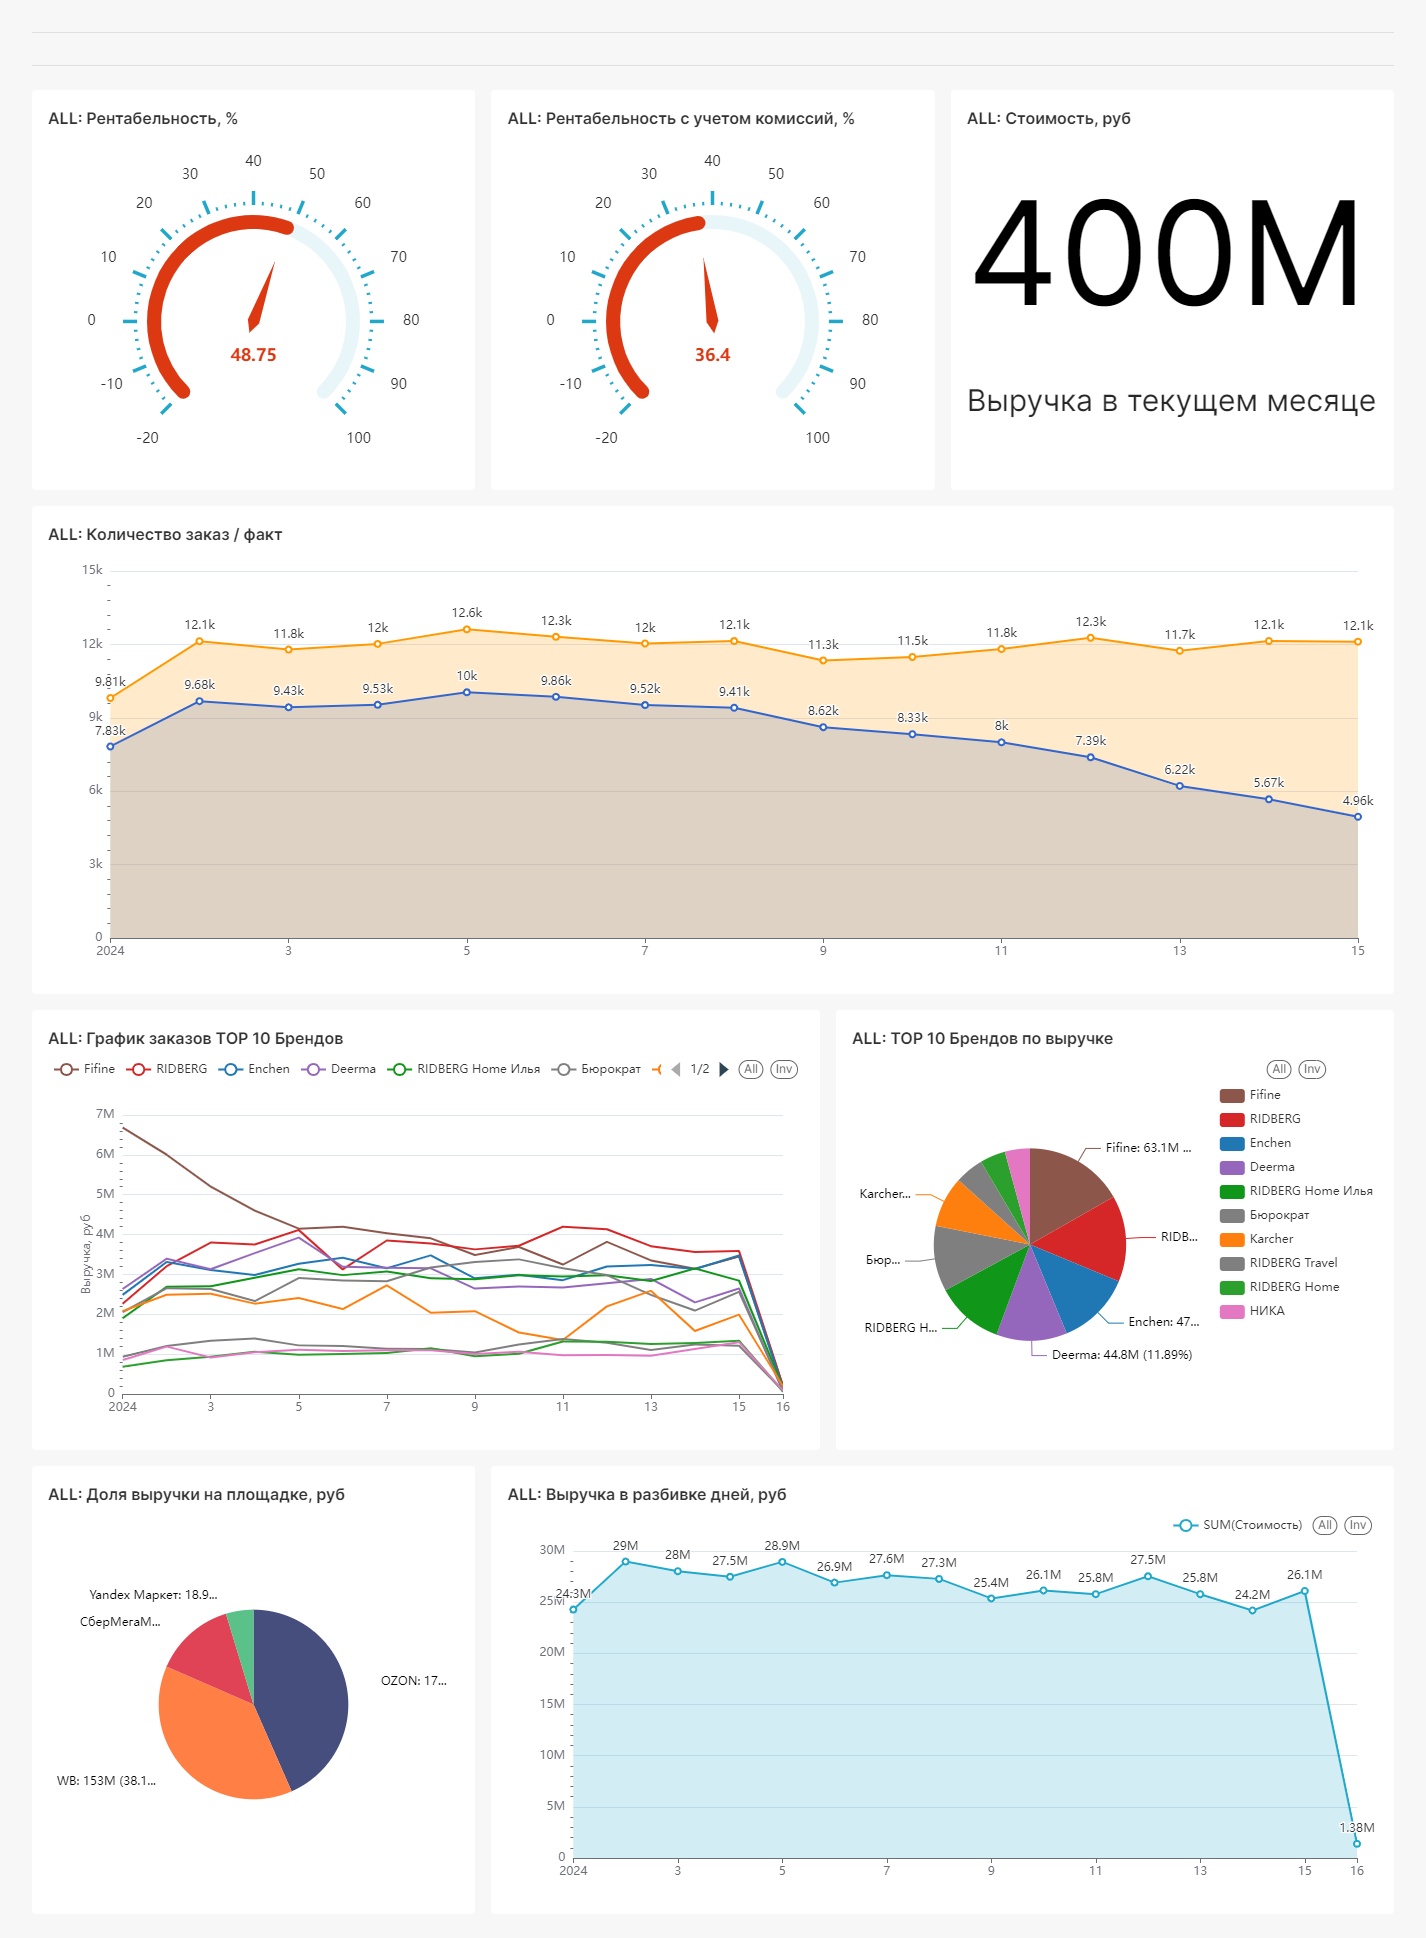 ALL: Рентабельность, %
40
30
50
20
60
10
70
0
80
-10
90
-20
100
48.75
ALL: Рентабельность с учетом комиссий, %
40
30
50
20
60
10
70
0
80
-10
90
-20
100
36.4
ALL: Стоимость, руб
400M
Выручка в текущем месяце
ALL: Количество заказ / факт
15k
12k
9k
6k
3k
0
9.81k 12.1k 11.8k 12k 12.6k 12.3k 12k 12.1k 11.3k 11.5k 11.8k 12.3k 11.7k 12.1k 12.1k
7.83k 9.68k 9.43k 9.53k 10k 9.86k 9.52k 9.41k 8.62k 8.33k 8k 7.39k 6.22k 5.67k 4.96k
2024 3 5 7 9 11 13 15
ALL: График заказов TOP 10 Брендов
Fifine RIDBERG Enchen Deerma RIDBERG Home Илья Бюрократ 1/2 All Inv
Выручка, руб
7M
6M
5M
4M
3M
2M
1M
0
2024 3 5 7 9 11 13 15 16
ALL: TOP 10 Брендов по выручке
All Inv
Fifine
RIDBERG
Enchen
Deerma
RIDBERG Home Илья
Бюрократ
Karcher
RIDBERG Travel
RIDBERG Home
НИКА
Fifine: 63.1M ...
RIDB...
Enchen: 47...
Deerma: 44.8M (11.89%)
RIDBERG H...
Бюр...
Karcher...
ALL: Доля выручки на площадке, руб
Yandex Маркет: 18.9...
СберМегаМ...
OZON: 17...
WB: 153M (38.1...
ALL: Выручка в разбивке дней, руб
SUM(Стоимость) All Inv
30M
25M
20M
15M
10M
5M
0
24.3M 29M 28M 27.5M 28.9M 26.9M 27.6M 27.3M 25.4M 26.1M 25.8M 27.5M 25.8M 24.2M 26.1M 1.38M
2024 3 5 7 9 11 13 15 16